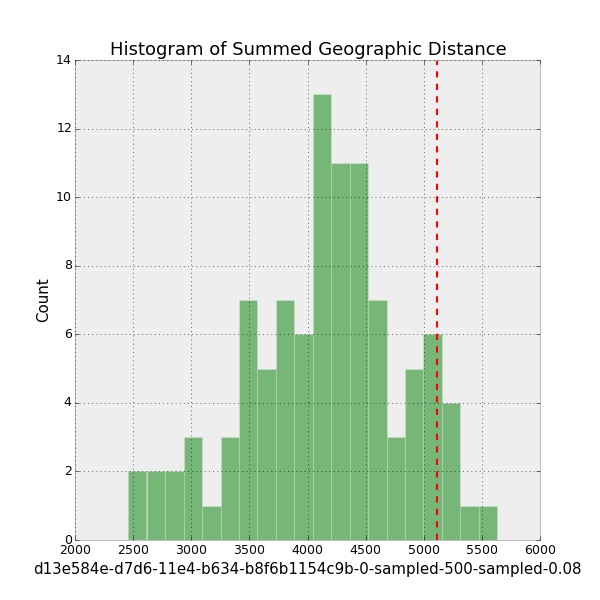 Histogram of Summed Geographic Distance
14
12
10
8
6
4
2
0
Count
2000 2500 3000 3500 4000 4500 5000 5500 6000
d13e584e-d7d6-11e4-b634-b8f6b1154c9b-0-sampled-500-sampled-0.08